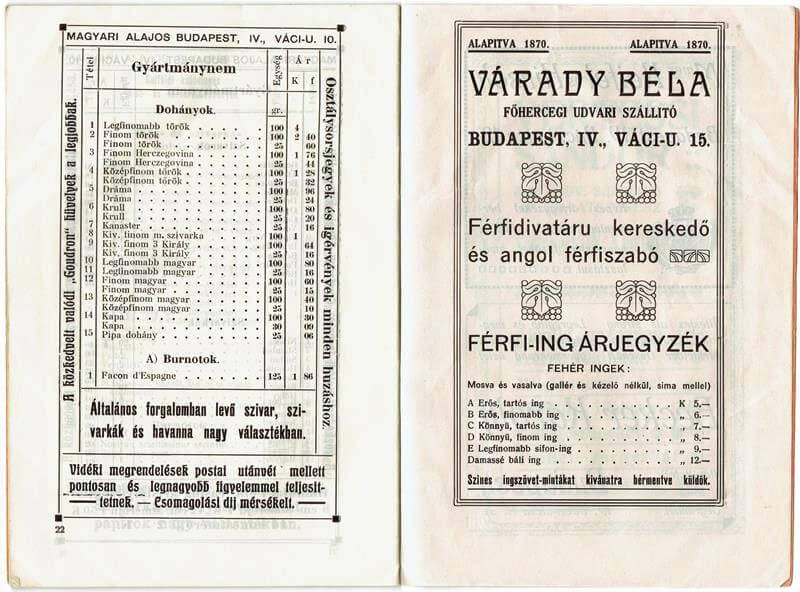 MAGYARI ALAJOS BUDAPEST, IV., VÁCI-U. 10.
A közkedvelt valódi „Goudron" hüvelyek a legjobbak.
Tétel Gyártmánynem Egység Á r
K f
Dohányok. gr.
1 Legfinomabb török 100 4
2 Finom török 100 2 40
Finom török 25 60
3 Finom Herczegovina 100 1 76
Finom Herczegovina 25 44
4 Középfinom török 100 1 28
Középfinom török 25 32
5 Dráma 100 96
Dráma 25 24
6 Krull 100 80
Krull 25 20
7 Kanaster 25 16
8 Kiv. finom m. szivarka 100 1
9 Kiv. finom 3 Király 100 64
Kiv. finom 3 Király 25 16
10 Legfinomabb magyar 100 80
11 Legfinomabb magyar 25 16
12 Finom magyar 100 60
Finom magyar 25 15
13 Középfinom magyar 100 40
Középfinom magyar 25 10
14 Kapa 100 30
Kapa 30 09
15 Pipa dohány 25 06
A) Burnotok.
1 Facon d'Espagne 125 1 86
Osztálysorsjegyek és igérvények minden huzáshoz.
Általános forgalomban levő szivar, szi-
varkák és havanna nagy választékban.
Vidéki megrendelések postai utánvét mellett
pontosan és legnagyobb figyelemmel teljesit-
tetnek. — Csomagolási dij mérsékelt.
22
ALAPITVA 1870. ALAPITVA 1870.
VÁRADY BÉLA
FŐHERCEGI UDVARI SZÁLLITÓ
BUDAPEST, IV., VÁCI-U. 15.
Férfidivatáru kereskedő
és angol férfiszabó
FÉRFI-ING ÁRJEGYZÉK
FEHÉR INGEK:
Mosva és vasalva (gallér és kézelő nélkül, sima mellel)
A Erős, tartós ing K 5,—
B Erős, finomabb ing „ 6.—
C Könnyü, tartós ing „ 7.—
D Könnyü, finom ing „ 8.—
E Legfinomabb sifon-ing „ 9.—
Damassé báli ing „ 12.—
Szines ingszövet-mintákat kivánatra bérmentve küldök.